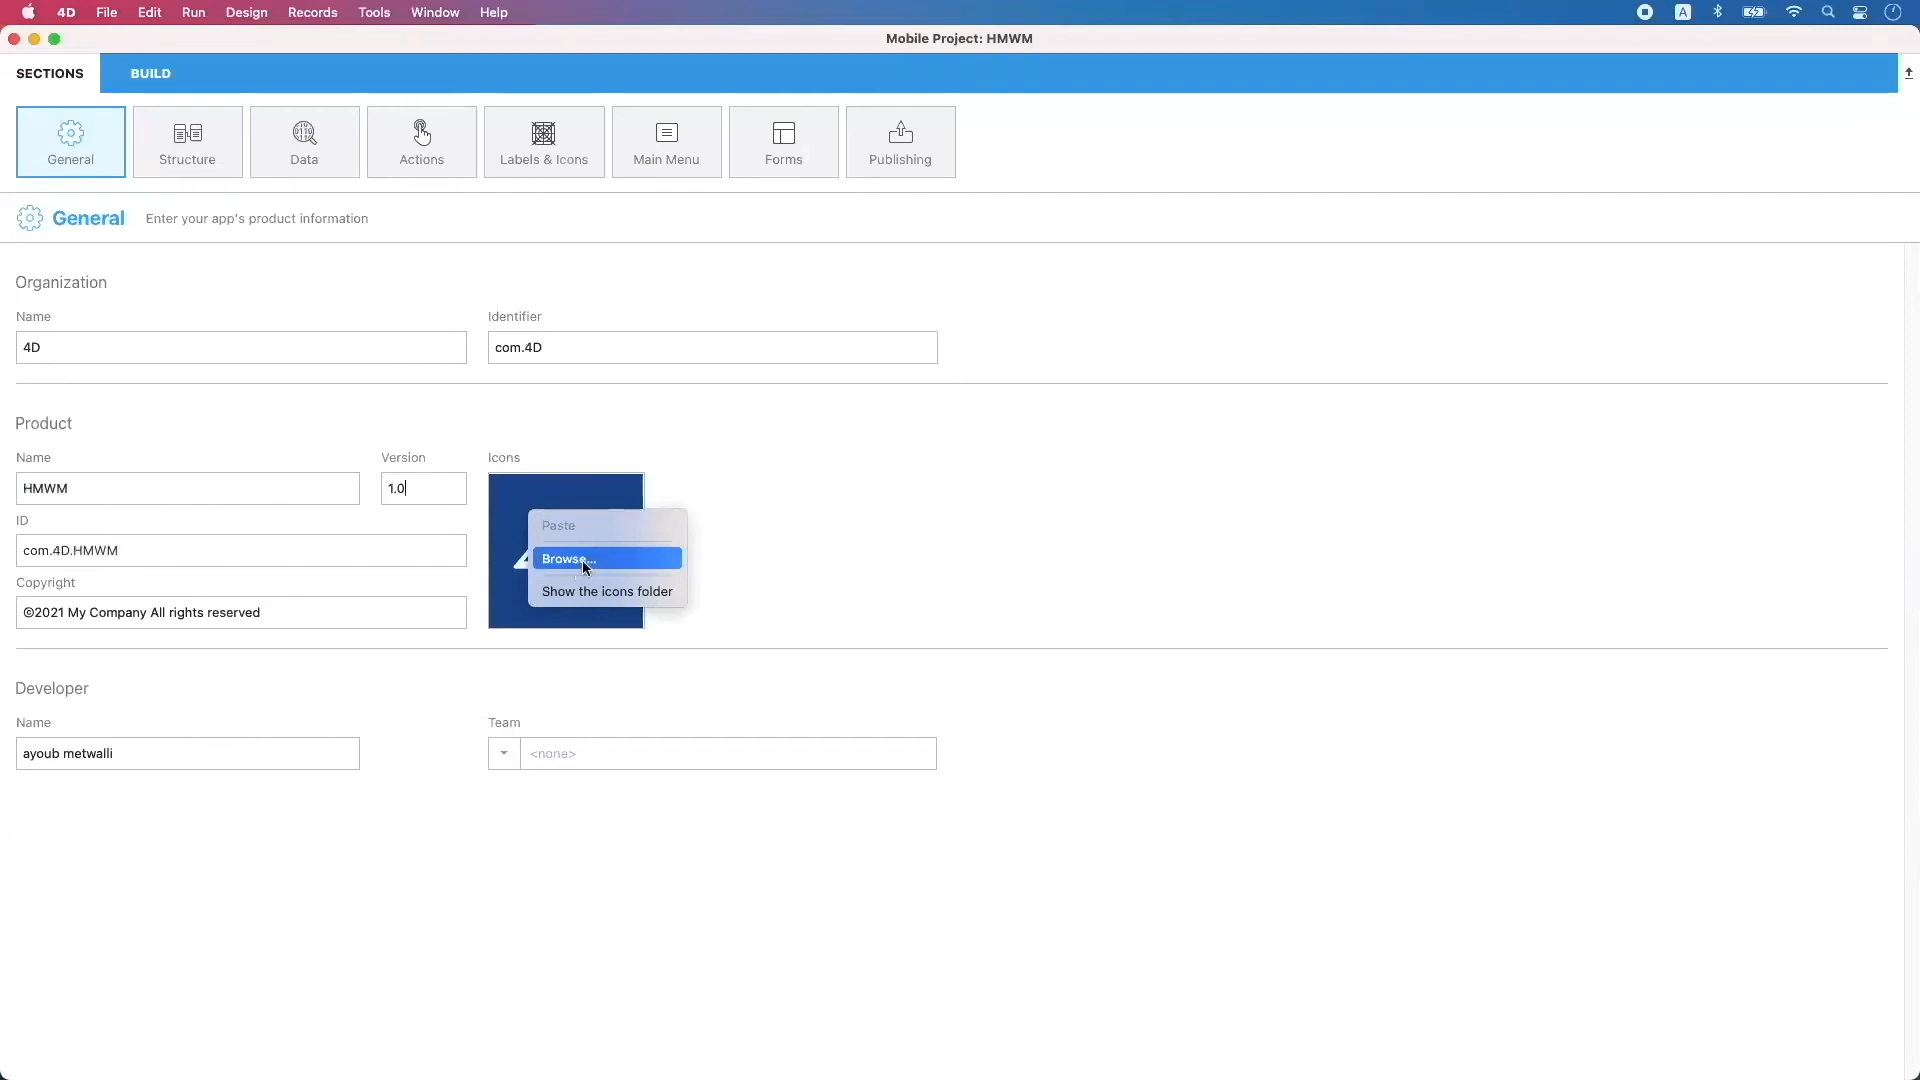 4D File Edit Run Design Records Tools Window Help A
Mobile Project: HMWM
SECTIONS BUILD
General Structure Data Actions Labels & Icons Main Menu Forms Publishing
General Enter your app's product information
Organization
Name Identifier
4D com.4D
Product
Name Version Icons
HMWM 1.0
Paste
ID
com.4D.HMWM
Browse...
Copyright
Show the icons folder
©2021 My Company All rights reserved
Developer
Name Team
ayoub metwalli <none>